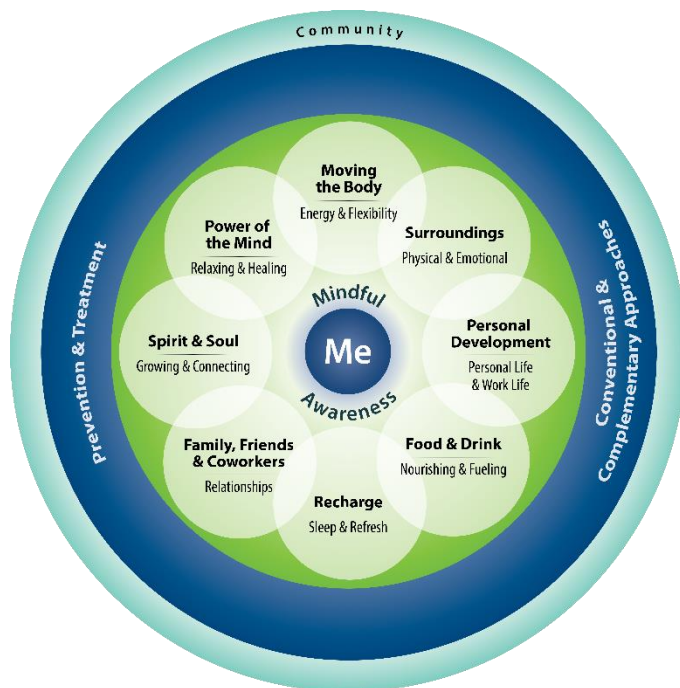 Community
Prevention & Treatment
Conventional &
Complementary Approaches
Moving
the Body
Energy & Flexibility
Surroundings
Physical & Emotional
Personal
Development
Personal Life
& Work Life
Food & Drink
Nourishing & Fueling
Recharge
Sleep & Refresh
Family, Friends
& Coworkers
Relationships
Spirit & Soul
Growing & Connecting
Power of
the Mind
Relaxing & Healing
Mindful
Me
Awareness